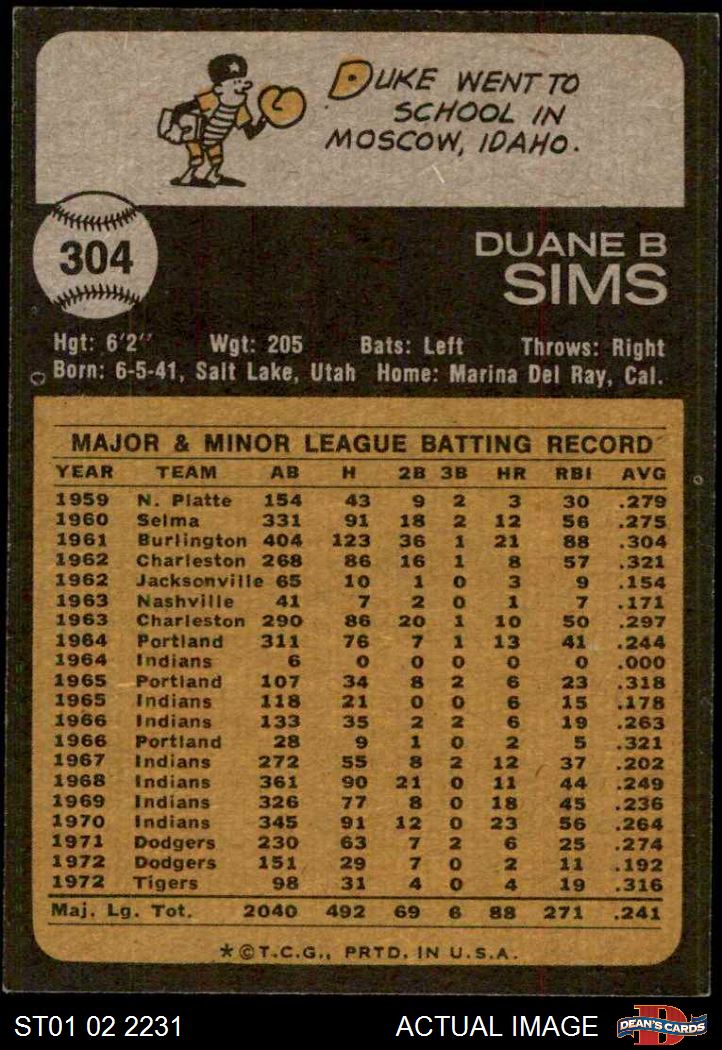 DUKE WENT TO
SCHOOL IN
MOSCOW, IDAHO.
304
DUANE B
SIMS
Hgt: 6'2" Wgt: 205 Bats: Left Throws: Right
Born: 6-5-41, Salt Lake, Utah Home: Marina Del Ray, Cal.
MAJOR & MINOR LEAGUE BATTING RECORD
YEAR TEAM AB H 2B 3B HR RBI AVG
1959 N. Platte 154 43 9 2 3 30 .279
1960 Selma 331 91 18 2 12 56 .275
1961 Burlington 404 123 36 1 21 88 .304
1962 Charleston 268 86 16 1 8 57 .321
1962 Jacksonville 65 10 1 0 3 9 .154
1963 Nashville 41 7 2 0 1 7 .171
1963 Charleston 290 86 20 1 10 50 .297
1964 Portland 311 76 7 1 13 41 .244
1964 Indians 6 0 0 0 0 0 .000
1965 Portland 107 34 8 2 6 23 .318
1965 Indians 118 21 0 0 6 15 .178
1966 Indians 133 35 2 2 6 19 .263
1966 Portland 28 9 1 0 2 5 .321
1967 Indians 272 55 8 2 12 37 .202
1968 Indians 361 90 21 0 11 44 .249
1969 Indians 326 77 8 0 18 45 .236
1970 Indians 345 91 12 0 23 56 .264
1971 Dodgers 230 63 7 2 6 25 .274
1972 Dodgers 151 29 7 0 2 11 .192
1972 Tigers 98 31 4 0 4 19 .316
Maj. Lg. Tot. 2040 492 69 6 88 271 .241
*©T.C.G., PRTD. IN U.S.A.
ST01 02 2231 ACTUAL IMAGE DEAN'S CARDS